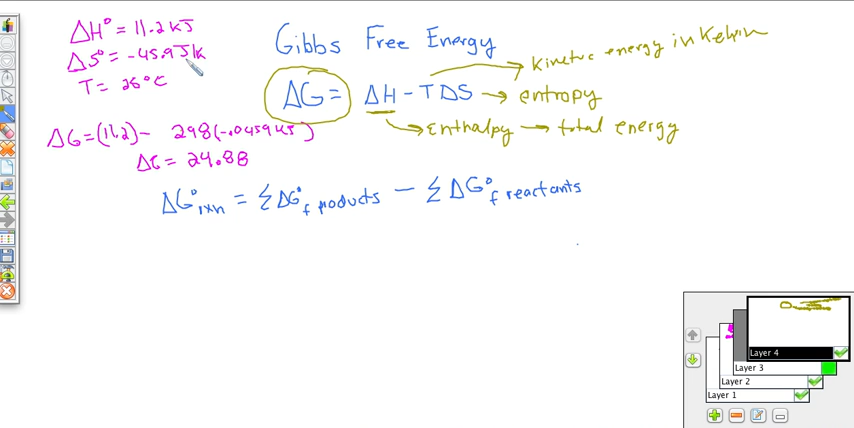 ΔH° = 11.2 kJ
ΔS° = -45.9 J/K
T = 25°C
Gibbs Free Energy
ΔG = ΔH - TΔS
kinetic energy in Kelvin
entropy
Enthalpy → total energy
ΔG = (11.2) - 298(-.0459 kJ)
ΔG = 24.88
ΔG°rxn = ΣΔG°f products - ΣΔG°f reactants
Layer 4
Layer 3
Layer 2
Layer 1